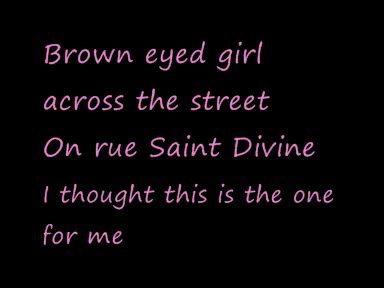 Brown eyed girl
across the street
On rue Saint Divine
I thought this is the one
for me